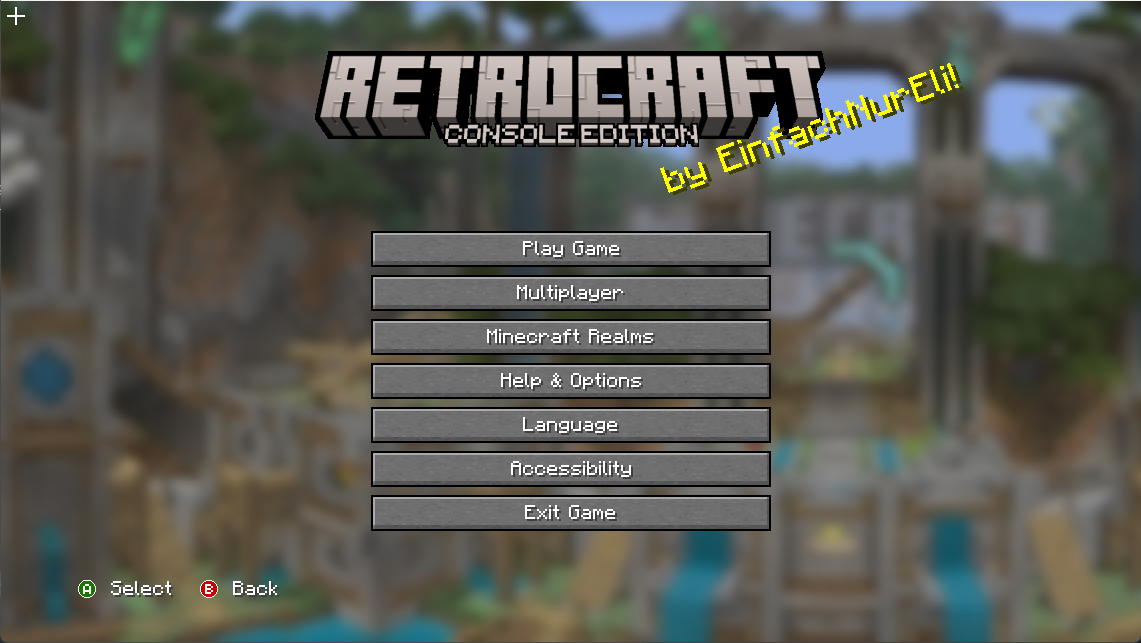 RETROCRAFT
CONSOLE EDITION
by EinfachNurEli!
Play Game
Multiplayer
Minecraft Realms
Help & Options
Language
Accessibility
Exit Game
A Select B Back